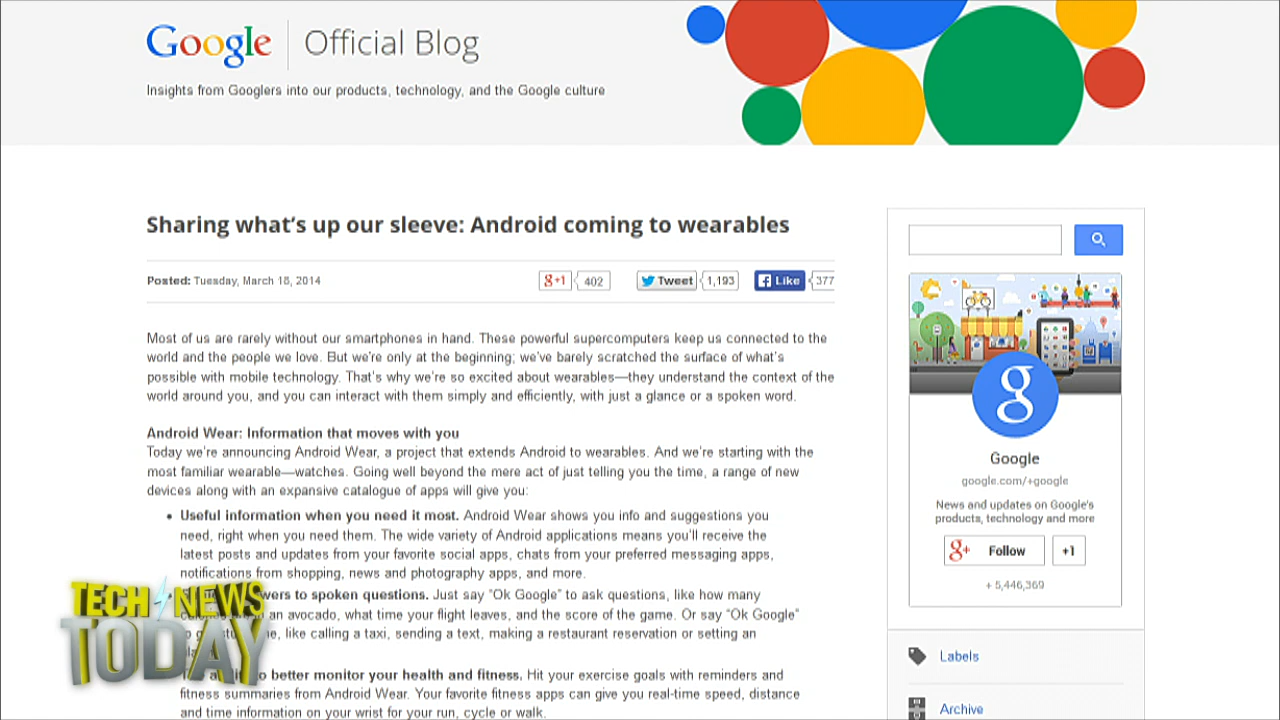 Google Official Blog
Insights from Googlers into our products, technology, and the Google culture
Sharing what's up our sleeve: Android coming to wearables
Posted: Tuesday, March 18, 2014
g+1 402 Tweet 1,193 Like 377
Most of us are rarely without our smartphones in hand. These powerful supercomputers keep us connected to the
world and the people we love. But we're only at the beginning; we've barely scratched the surface of what's
possible with mobile technology. That's why we're so excited about wearables—they understand the context of the
world around you, and you can interact with them simply and efficiently, with just a glance or a spoken word.
Android Wear: Information that moves with you
Today we're announcing Android Wear, a project that extends Android to wearables. And we're starting with the
most familiar wearable—watches. Going well beyond the mere act of just telling you the time, a range of new
devices along with an expansive catalogue of apps will give you:
• Useful information when you need it most. Android Wear shows you info and suggestions you
need, right when you need them. The wide variety of Android applications means you'll receive the
latest posts and updates from your favorite social apps, chats from your preferred messaging apps,
notifications from shopping, news and photography apps, and more.
to spoken questions. Just say "Ok Google" to ask questions, like how many
an avocado, what time your flight leaves, and the score of the game. Or say "Ok Google"
like calling a taxi, sending a text, making a restaurant reservation or setting an
to better monitor your health and fitness. Hit your exercise goals with reminders and
fitness summaries from Android Wear. Your favorite fitness apps can give you real-time speed, distance
and time information on your wrist for your run, cycle or walk.
g
Google
google.com/+google
News and updates on Google's
products, technology and more
g+ Follow +1
+ 5,446,369
Labels
Archive
TECH NEWS
TODAY